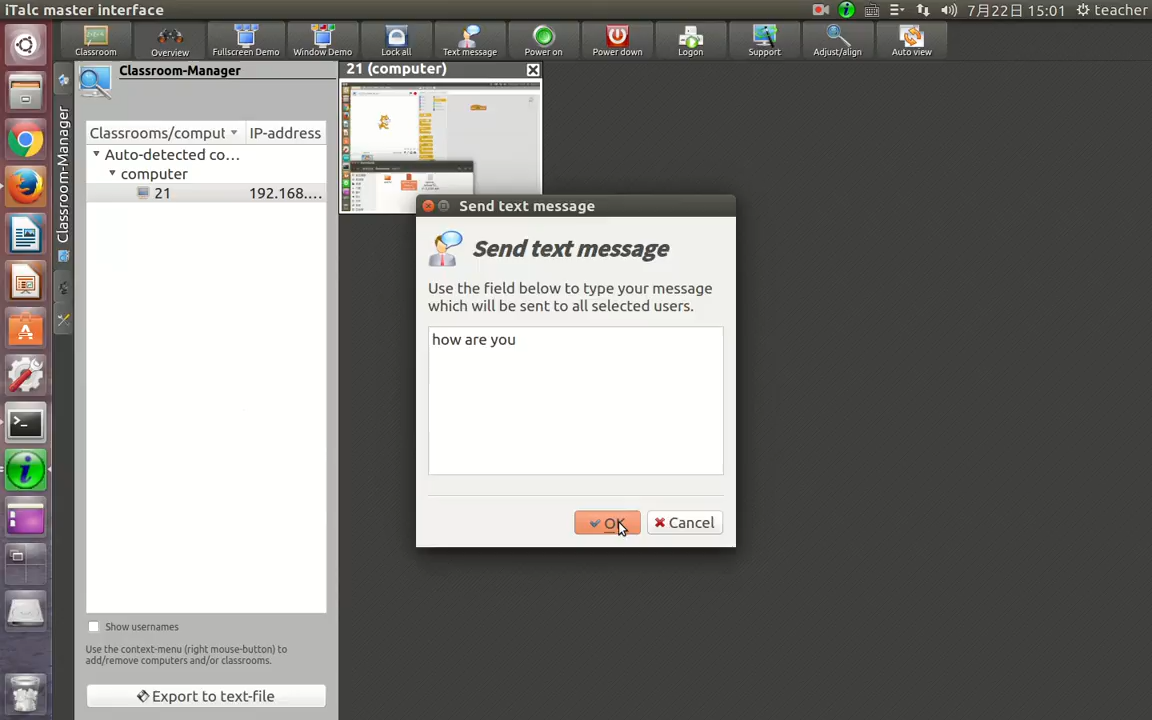 iTalc master interface
7月22日 15:01 teacher
Classroom
Overview
Fullscreen Demo
Window Demo
Lock all
Text message
Power on
Power down
Logon
Support
Adjust/align
Auto view
Classroom-Manager
Classroom-Manager
21 (computer)
Classrooms/comput
IP-address
Auto-detected co...
computer
21 192.168....
Send text message
Send text message
Use the field below to type your message
which will be sent to all selected users.
how are you
OK
Cancel
Show usernames
Use the context-menu (right mouse-button) to
add/remove computers and/or classrooms.
Export to text-file